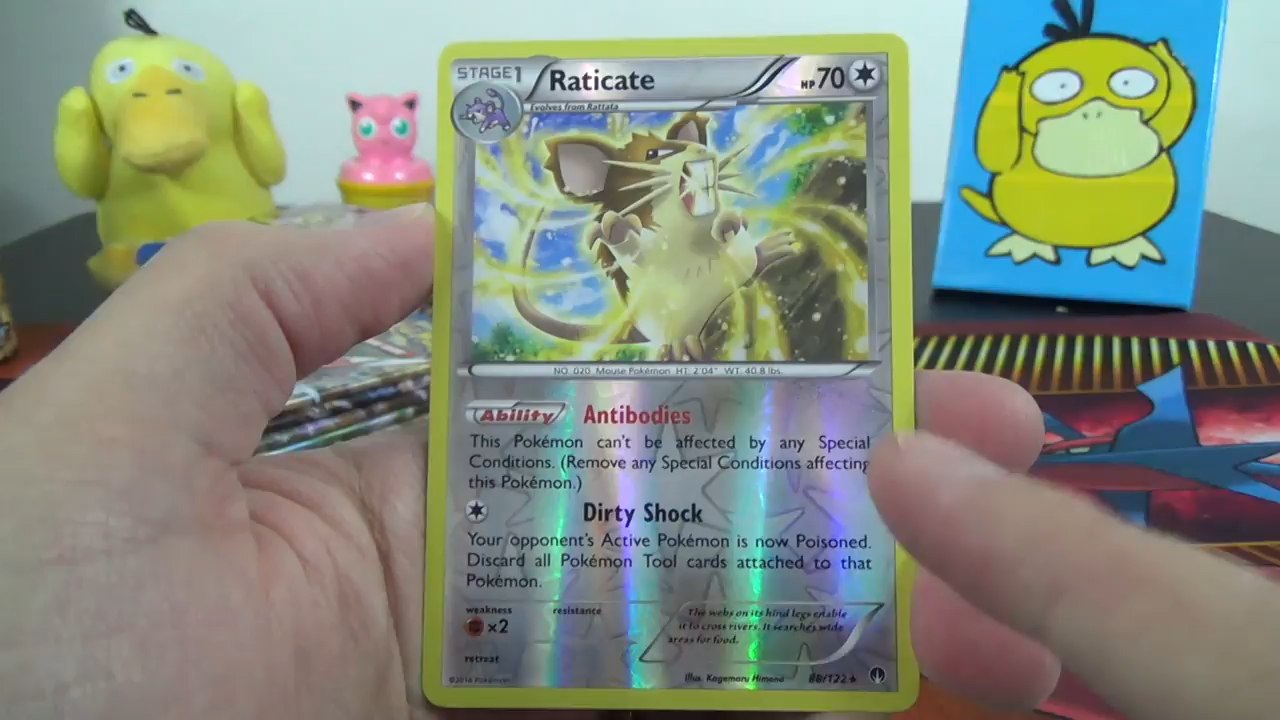 STAGE1 Raticate HP70
Evolves from Rattata
NO. 020 Mouse Pokémon HT: 2'04" WT: 40.8 lbs.
Ability Antibodies
This Pokémon can't be affected by any Special
Conditions. (Remove any Special Conditions affecting
this Pokémon.)
Dirty Shock
Your opponent's Active Pokémon is now Poisoned.
Discard all Pokémon Tool cards attached to that
Pokémon.
weakness resistance
×2
The webs on its hind legs enable
it to cross rivers. It searches wide
areas for food.
retreat
©2016 Pokémon Illus. Kagemaru Himeno 88/122